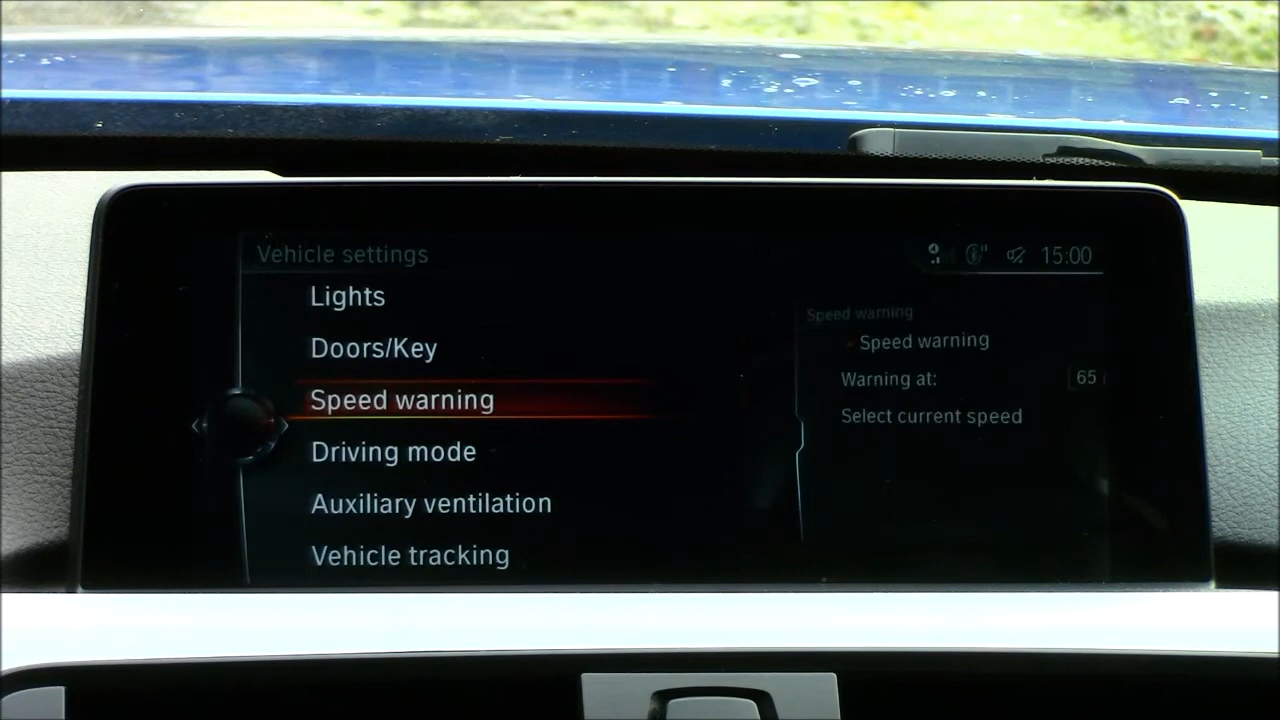 Vehicle settings
15:00
Lights
Doors/Key
Speed warning
Driving mode
Auxiliary ventilation
Vehicle tracking
Speed warning
Speed warning
Warning at:
65
Select current speed